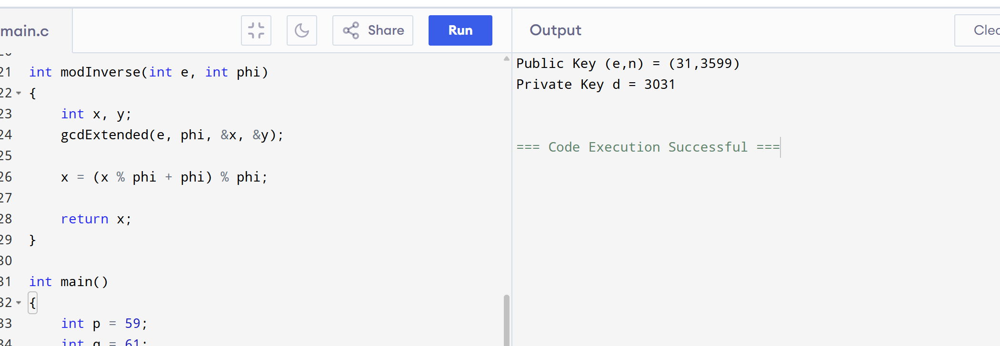 main.c
Share
Run
Output
21 int modInverse(int e, int phi)
22 {
23 int x, y;
24 gcdExtended(e, phi, &x, &y);
25
26 x = (x % phi + phi) % phi;
27
28 return x;
29 }
30
31 int main()
32 {
33 int p = 59;
34 int q = 61;
Public Key (e,n) = (31,3599)
Private Key d = 3031
=== Code Execution Successful ===